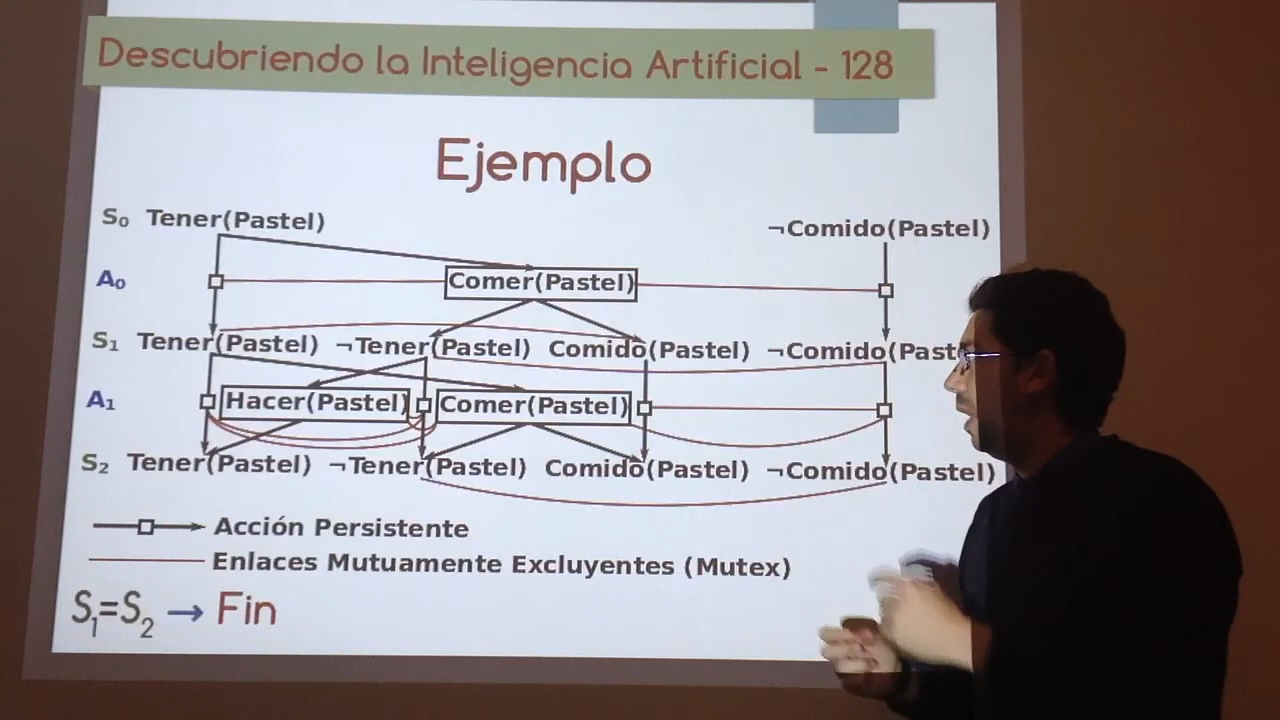 Descubriendo la Inteligencia Artificial - 128
Ejemplo
S₀ Tener(Pastel) ¬Comido(Pastel)
A₀ Comer(Pastel)
S₁ Tener(Pastel) ¬Tener(Pastel) Comido(Pastel) ¬Comido(Past
A₁ Hacer(Pastel) Comer(Pastel)
S₂ Tener(Pastel) ¬Tener(Pastel) Comido(Pastel) ¬Comido(Pastel)
Acción Persistente
Enlaces Mutuamente Excluyentes (Mutex)
S₁=S₂ → Fin